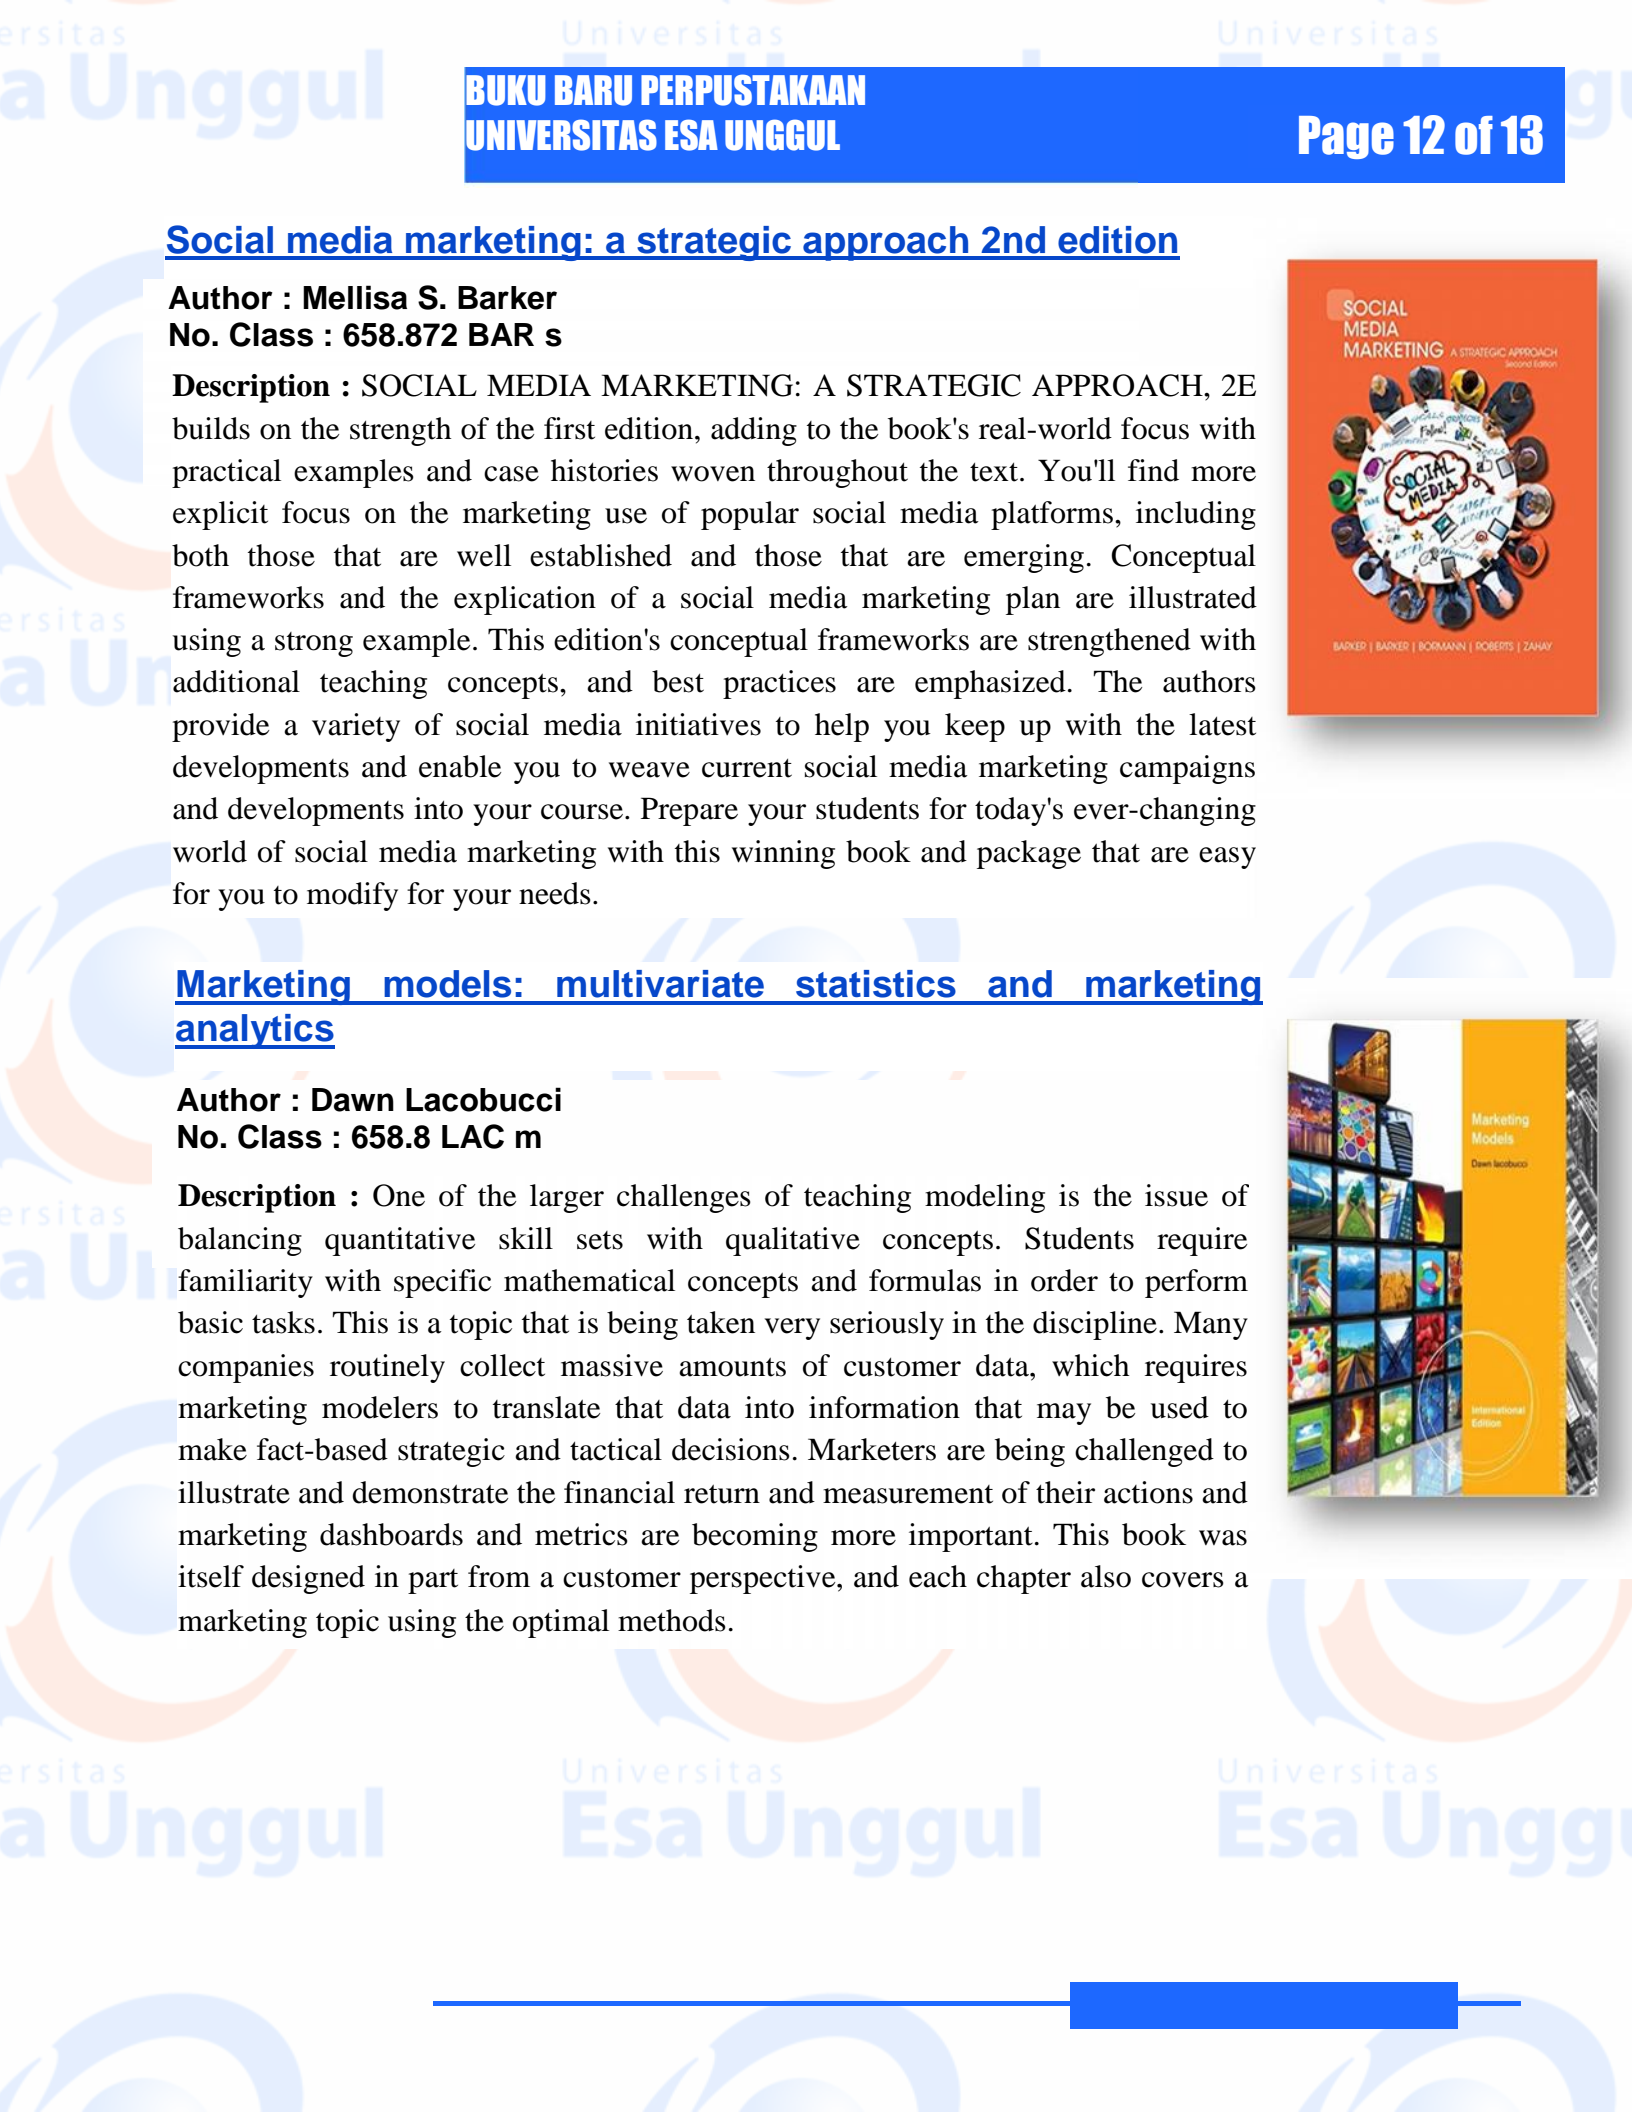 BUKU BARU PERPUSTAKAAN
UNIVERSITAS ESA UNGGUL
Page 12 of 13
Social media marketing: a strategic approach 2nd edition
Author : Mellisa S. Barker
No. Class : 658.872 BAR s
Description : SOCIAL MEDIA MARKETING: A STRATEGIC APPROACH, 2E
builds on the strength of the first edition, adding to the book's real-world focus with
practical examples and case histories woven throughout the text. You'll find more
explicit focus on the marketing use of popular social media platforms, including
both those that are well established and those that are emerging. Conceptual
frameworks and the explication of a social media marketing plan are illustrated
using a strong example. This edition's conceptual frameworks are strengthened with
additional teaching concepts, and best practices are emphasized. The authors
provide a variety of social media initiatives to help you keep up with the latest
developments and enable you to weave current social media marketing campaigns
and developments into your course. Prepare your students for today's ever-changing
world of social media marketing with this winning book and package that are easy
for you to modify for your needs.
SOCIAL
MEDIA
MARKETING A STRATEGIC APPROACH
Second Edition
Follow!
SOCIAL
MEDIA
TARGET
AUDIENCE
BARKER | BARKER | BORMANN | ROBERTS | ZAHAY
Marketing models: multivariate statistics and marketing
analytics
Author : Dawn Lacobucci
No. Class : 658.8 LAC m
Description : One of the larger challenges of teaching modeling is the issue of
balancing quantitative skill sets with qualitative concepts. Students require
familiarity with specific mathematical concepts and formulas in order to perform
basic tasks. This is a topic that is being taken very seriously in the discipline. Many
companies routinely collect massive amounts of customer data, which requires
marketing modelers to translate that data into information that may be used to
make fact-based strategic and tactical decisions. Marketers are being challenged to
illustrate and demonstrate the financial return and measurement of their actions and
marketing dashboards and metrics are becoming more important. This book was
itself designed in part from a customer perspective, and each chapter also covers a
marketing topic using the optimal methods.
Marketing
Models
Dawn Iacobucci
International
Edition
Universitas
Esa Unggul